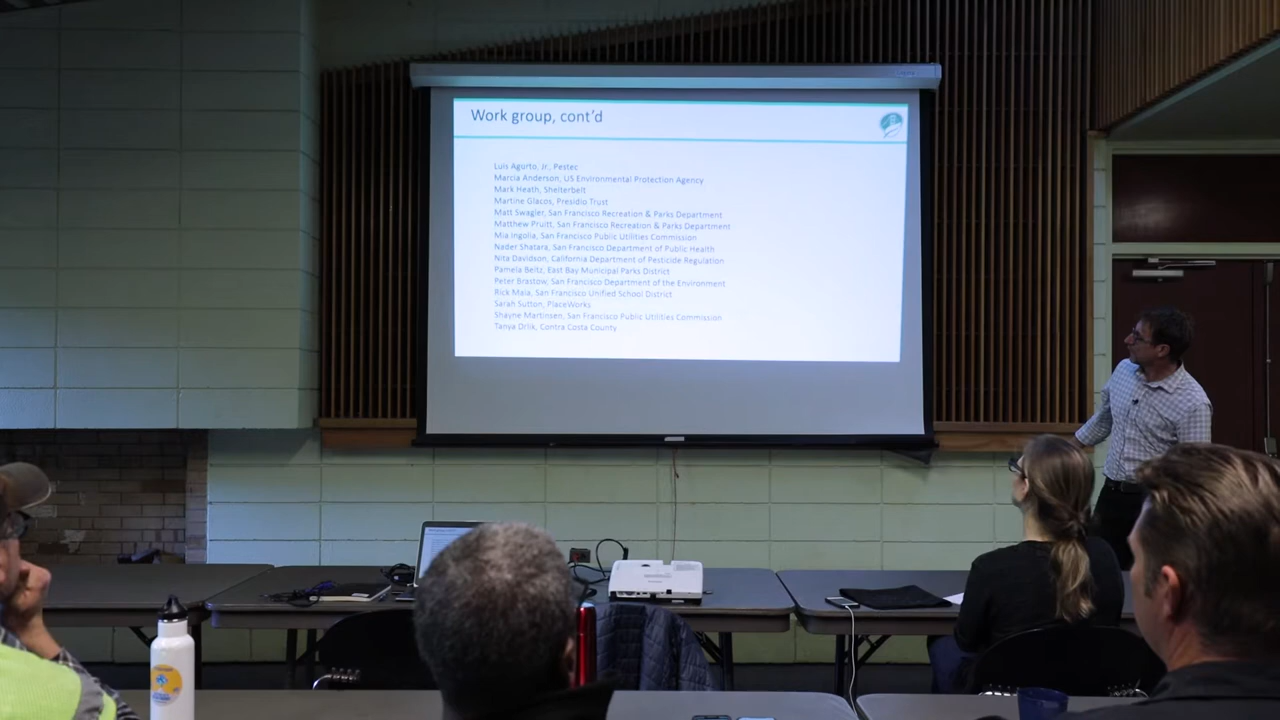 Work group, cont'd
Luis Agurto, Jr., Pestec
Marcia Anderson, US Environmental Protection Agency
Mark Heath, Shelterbelt
Martine Glacos, Presidio Trust
Matt Swagler, San Francisco Recreation & Parks Department
Matthew Pruitt, San Francisco Recreation & Parks Department
Mia Ingolia, San Francisco Public Utilities Commission
Nader Shatara, San Francisco Department of Public Health
Nita Davidson, California Department of Pesticide Regulation
Pamela Beitz, East Bay Municipal Parks District
Peter Brastow, San Francisco Department of the Environment
Rick Maia, San Francisco Unified School District
Sarah Sutton, PlaceWorks
Shayne Martinsen, San Francisco Public Utilities Commission
Tanya Drlik, Contra Costa County